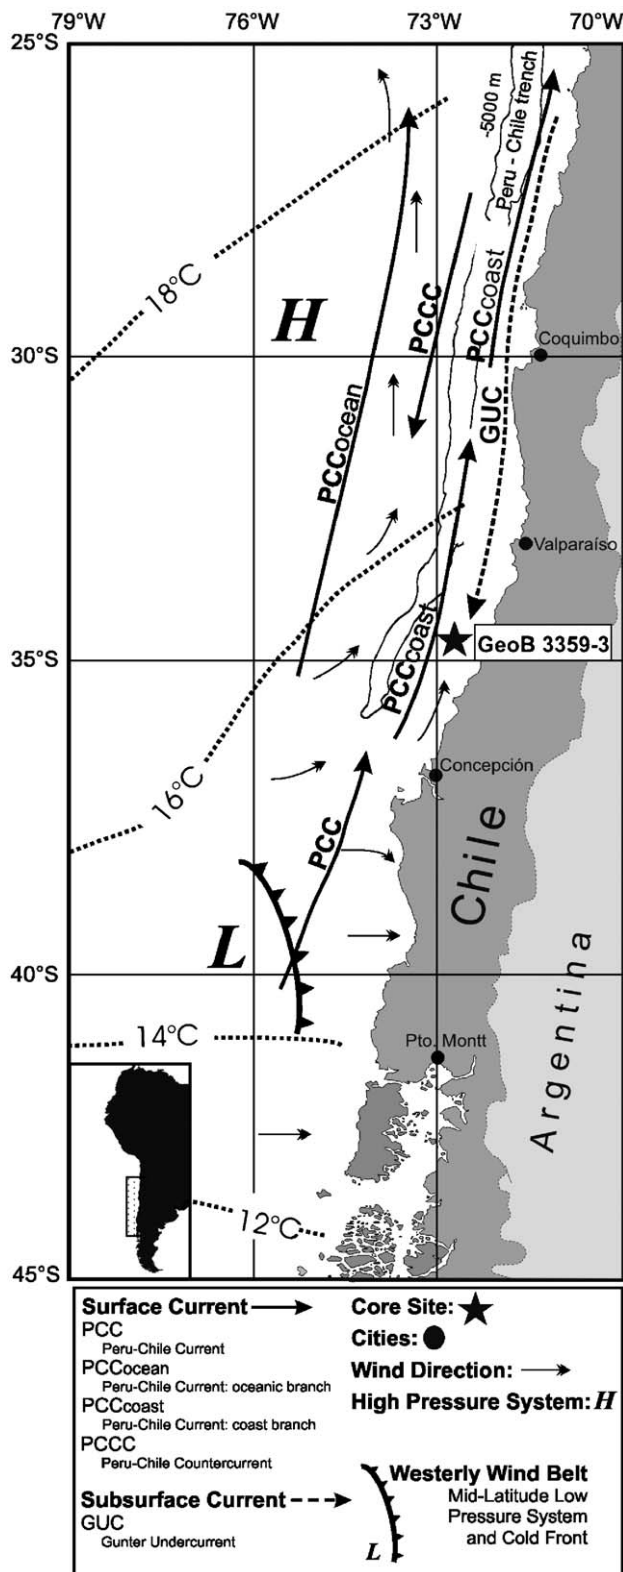 79°W 76°W 73°W 70°W
25°S
~5000 m
Peru - Chile trench
18°C
H
PCCC
PCCcoast
30°S
Coquimbo
PCCocean
GUC
Valparaíso
PCCcoast
GeoB 3359-3
35°S
16°C
Concepción
PCC
Chile
L
40°S
14°C
Pto. Montt
Argentina
12°C
45°S
Surface Current
PCC
Peru-Chile Current
PCCocean
Peru-Chile Current: oceanic branch
PCCcoast
Peru-Chile Current: coast branch
PCCC
Peru-Chile Countercurrent
Subsurface Current
GUC
Gunter Undercurrent
Core Site:
Cities:
Wind Direction:
High Pressure System: H
Westerly Wind Belt
Mid-Latitude Low
Pressure System
and Cold Front
L